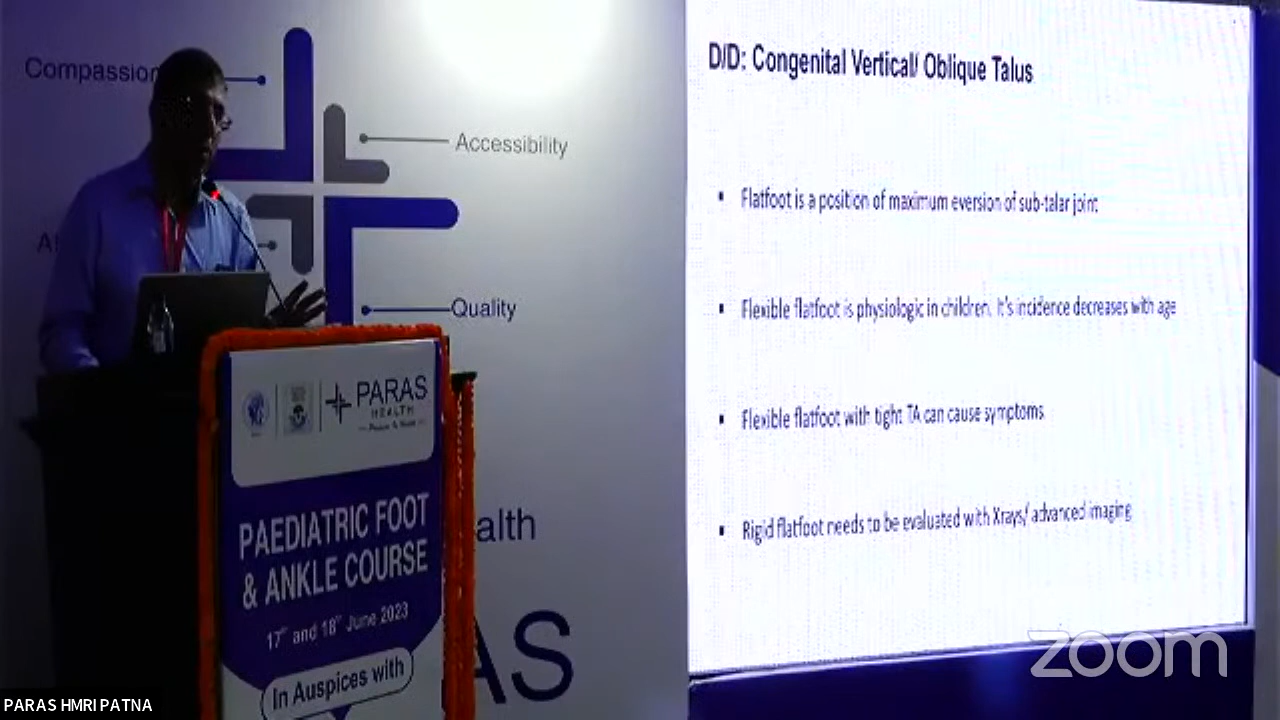 Compassion
Accessibility
Quality
ealth
AS
D/D: Congenital Vertical/ Oblique Talus
▪ Flatfoot is a position of maximum eversion of sub-talar joint
▪ Flexible flatfoot is physiologic in children. It's incidence decreases with age
▪ Flexible flatfoot with tight TA can cause symptoms
▪ Rigid flatfoot needs to be evaluated with Xrays/ advanced imaging
PARAS
HEALTH
PAEDIATRIC FOOT
& ANKLE COURSE
17th and 18th June 2023
In Auspices with
zoom
PARAS HMRI PATNA